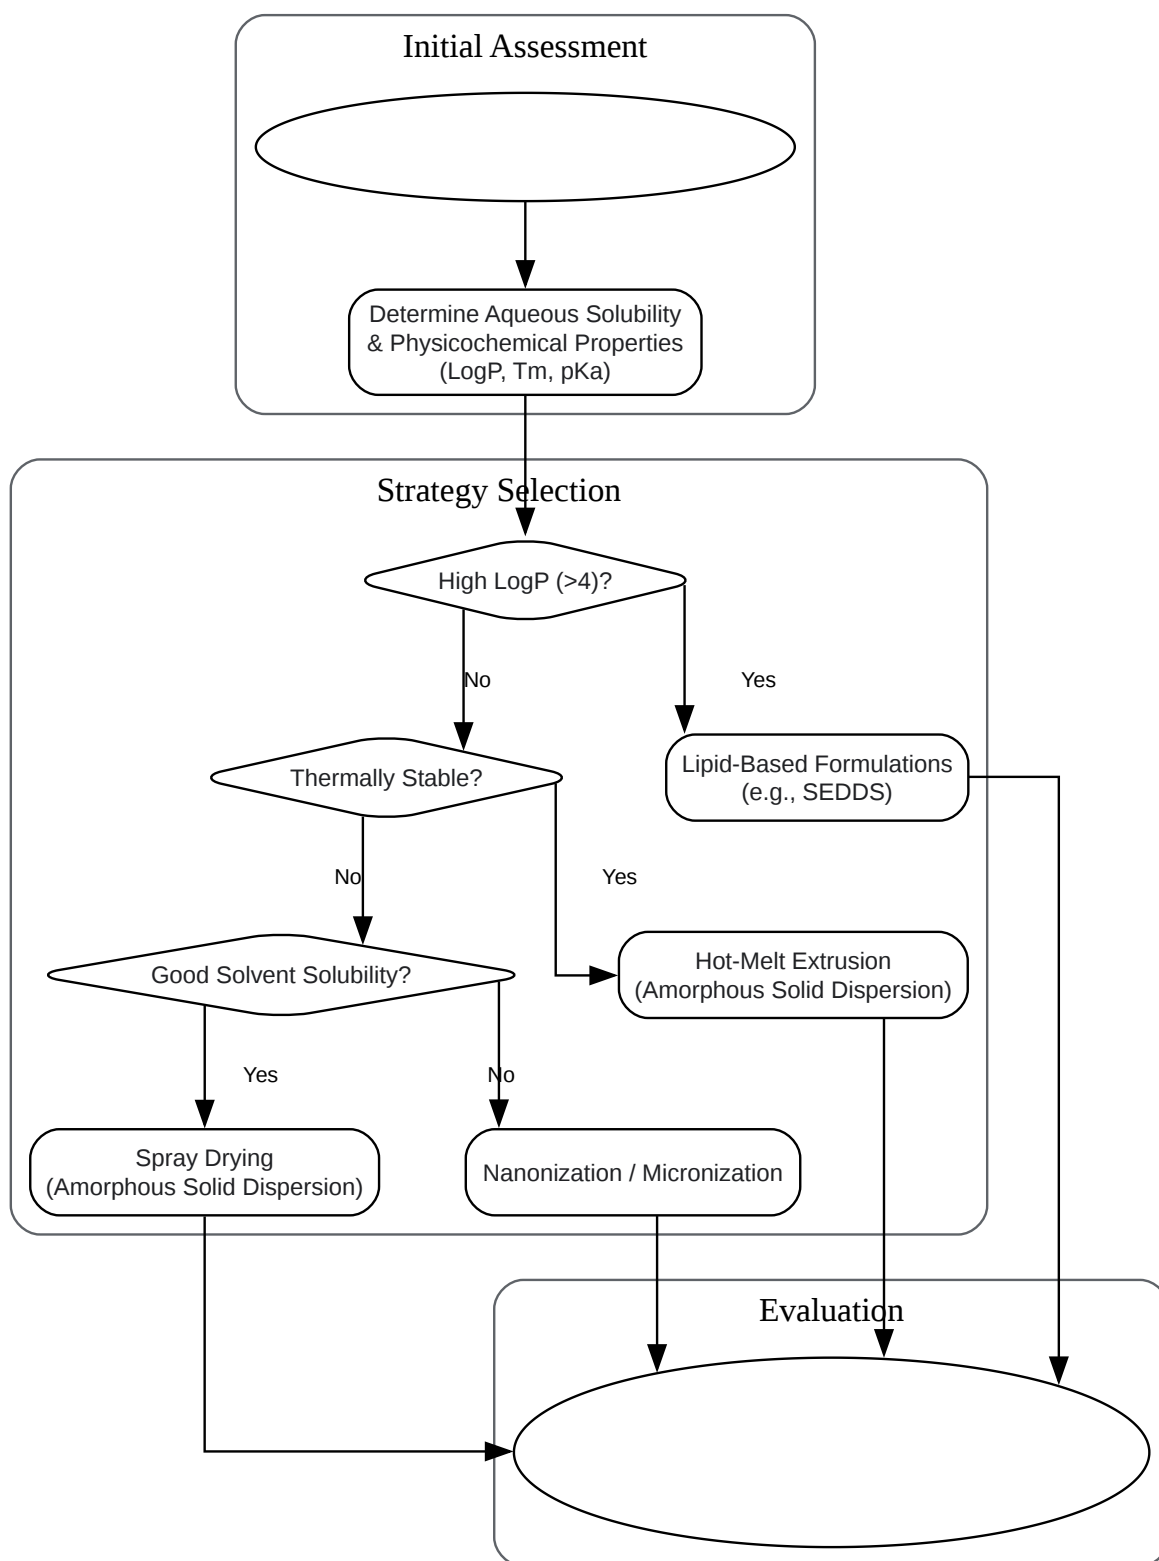 Initial Assessment
Determine Aqueous Solubility
& Physicochemical Properties
(LogP, Tm, pKa)
Strategy Selection
High LogP (>4)?
No
Yes
Thermally Stable?
Lipid-Based Formulations
(e.g., SEDDS)
No
Yes
Good Solvent Solubility?
Hot-Melt Extrusion
(Amorphous Solid Dispersion)
Yes
No
Spray Drying
(Amorphous Solid Dispersion)
Nanonization / Micronization
Evaluation